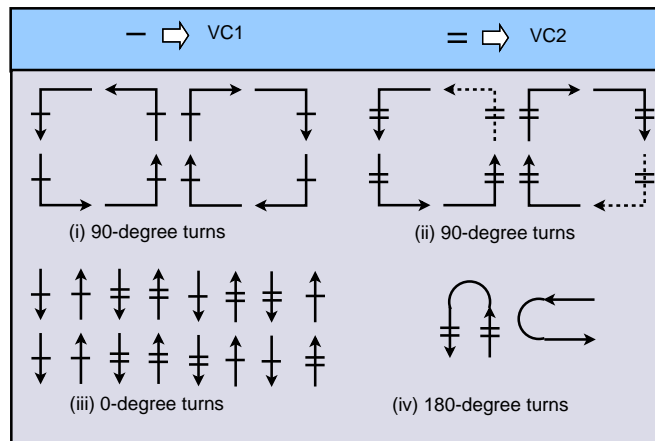 VC1
VC2
(i) 90-degree turns
(ii) 90-degree turns
(iii) 0-degree turns
(iv) 180-degree turns